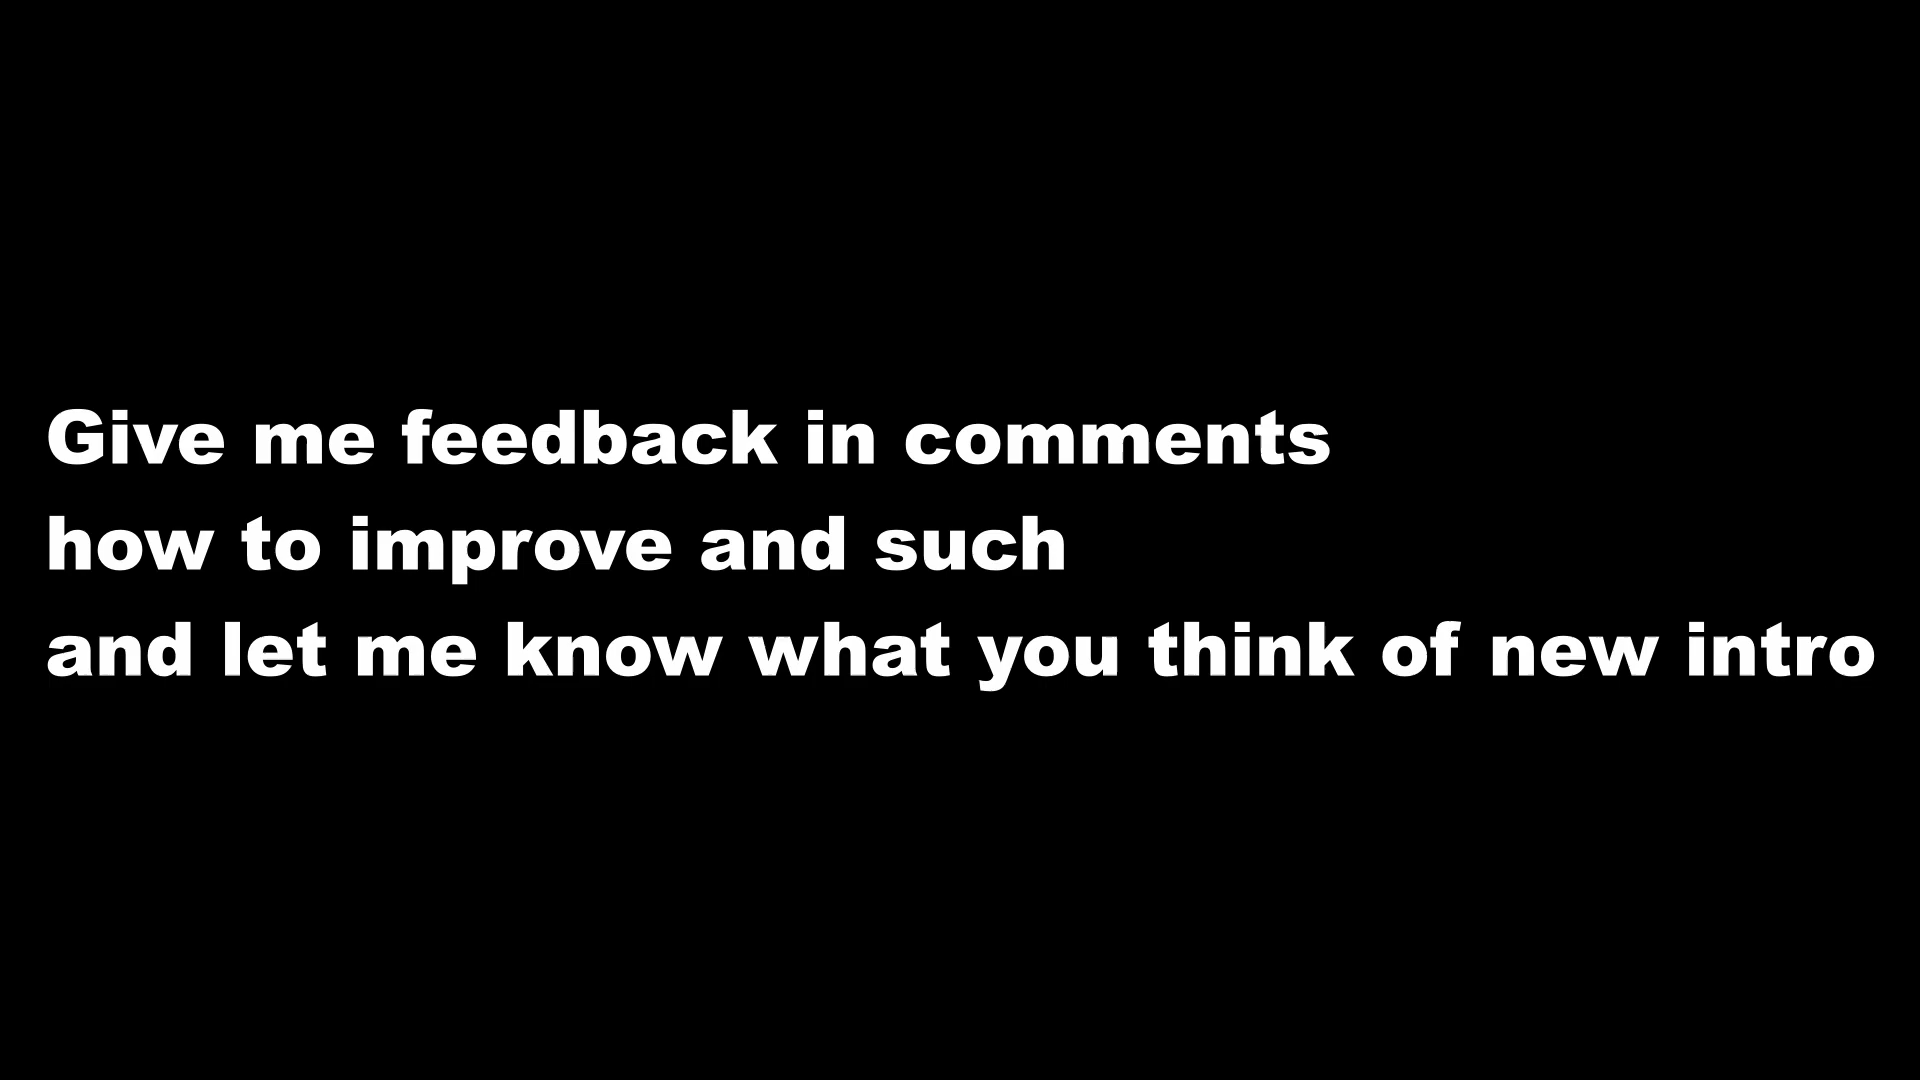 Give me feedback in comments
how to improve and such
and let me know what you think of new intro